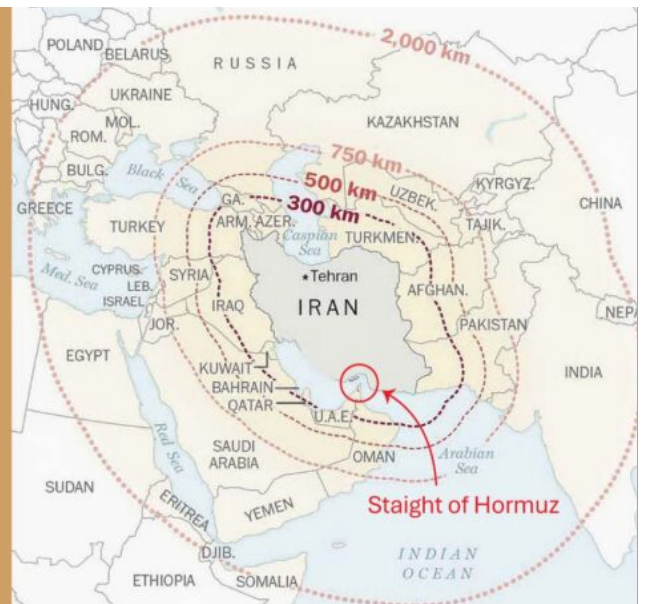 2,000 km
POLAND
BELARUS
RUSSIA
UKRAINE
HUNG.
MOL.
ROM.
KAZAKHSTAN
BULG.
Black Sea
750 km
500 km
300 km
UZBEK.
KYRGYZ.
CHINA
GREECE
TURKEY
GA.
ARM.
AZER.
Caspian
Sea
TURKMEN.
TAJIK.
Med. Sea
CYPRUS
LEB.
ISRAEL
SYRIA
Tehran
IRAN
IRAQ
AFGHAN.
JOR.
PAKISTAN
NEPA
EGYPT
KUWAIT
BAHRAIN
QATAR
U.A.E.
INDIA
Red Sea
SAUDI
ARABIA
OMAN
Arabian
Sea
SUDAN
ERITREA
YEMEN
Staight of Hormuz
DJIB.
INDIAN
OCEAN
ETHIOPIA
SOMALIA